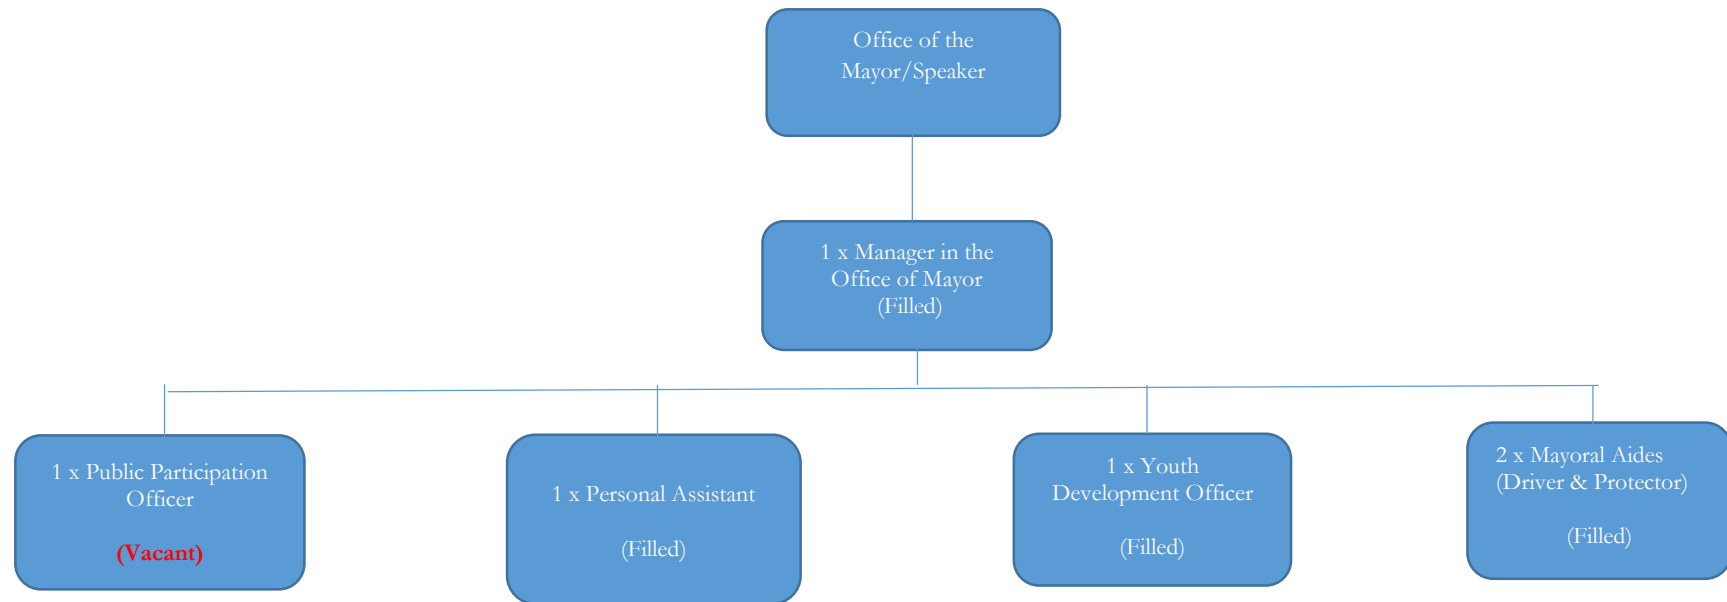 Office of the
Mayor/Speaker
1 x Manager in the
Office of Mayor
(Filled)
1 x Public Participation
Officer
(Vacant)
1 x Personal Assistant
(Filled)
1 x Youth
Development Officer
(Filled)
2 x Mayoral Aides
(Driver & Protector)
(Filled)